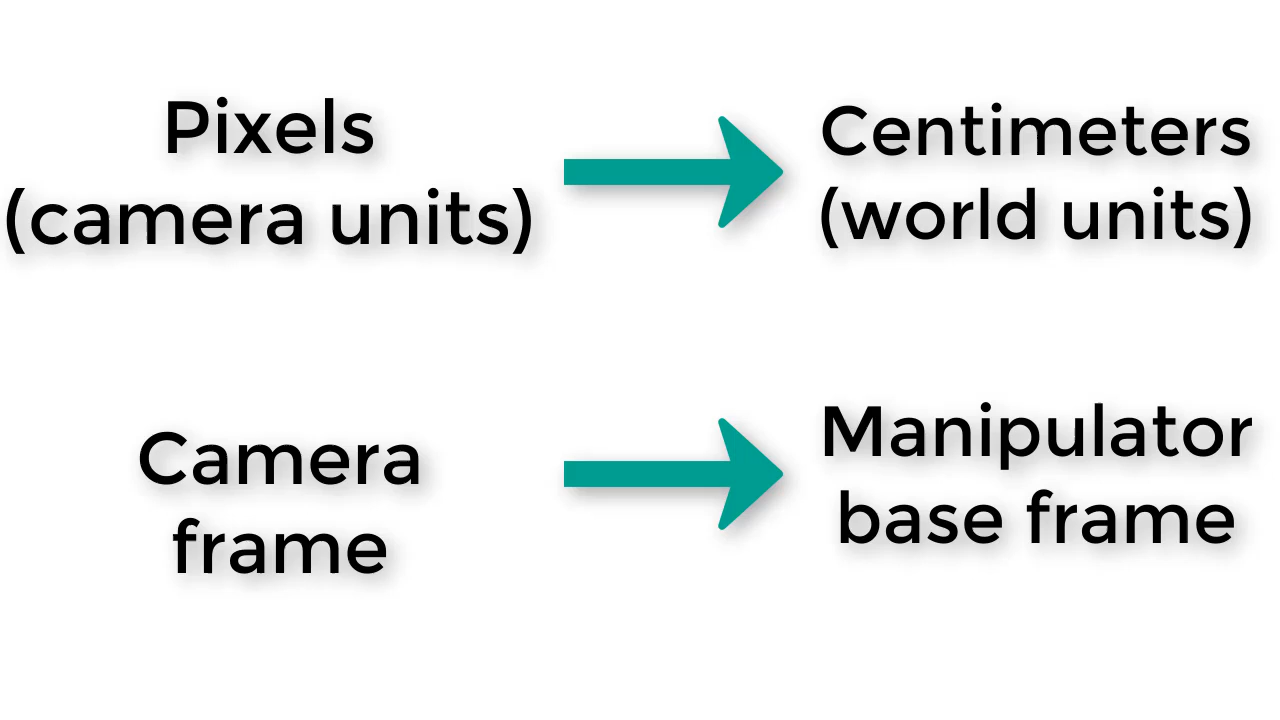 Pixels
(camera units)
Centimeters
(world units)
Camera
frame
Manipulator
base frame